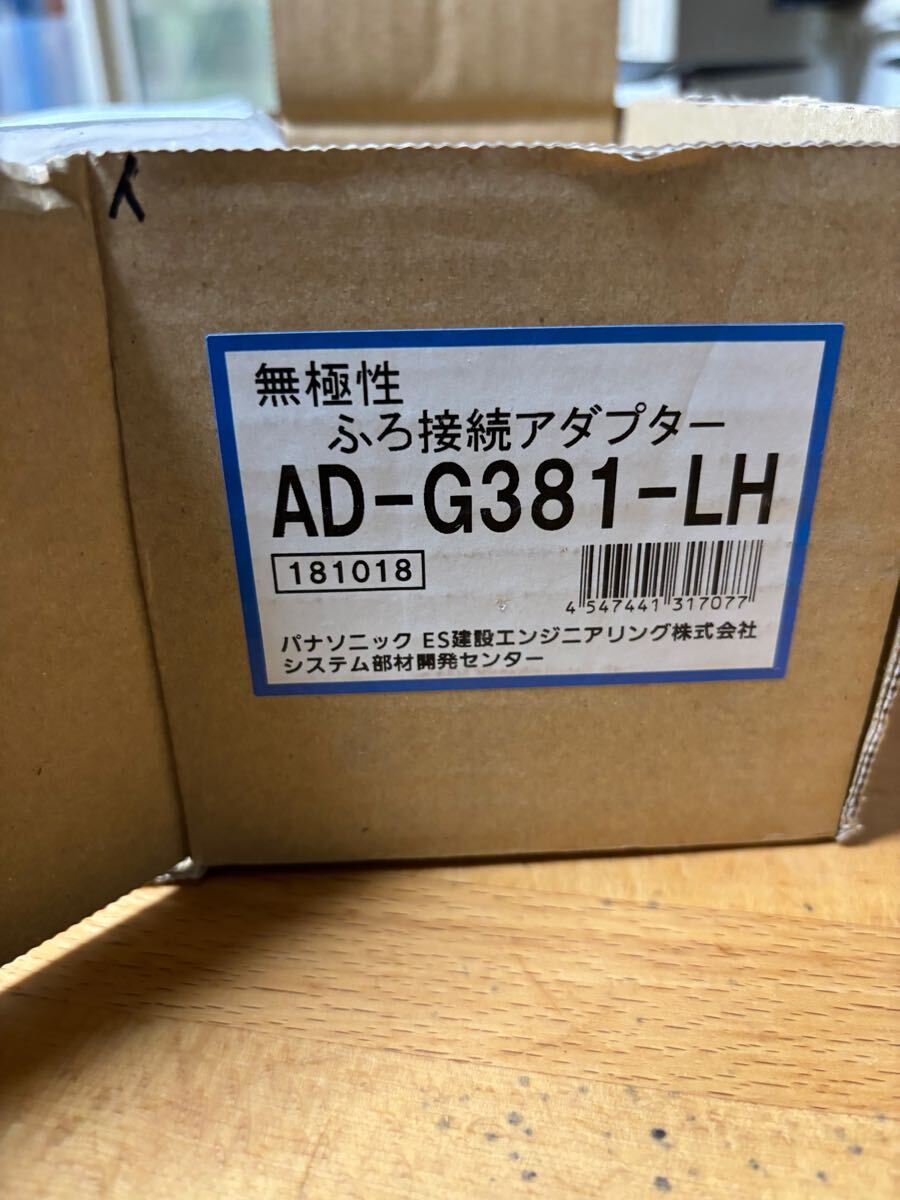 無極性
ふろ接続アダプター
AD-G381-LH
181018
4 547441 317077
パナソニック ES建設エンジニアリング株式会社
システム部材開発センター